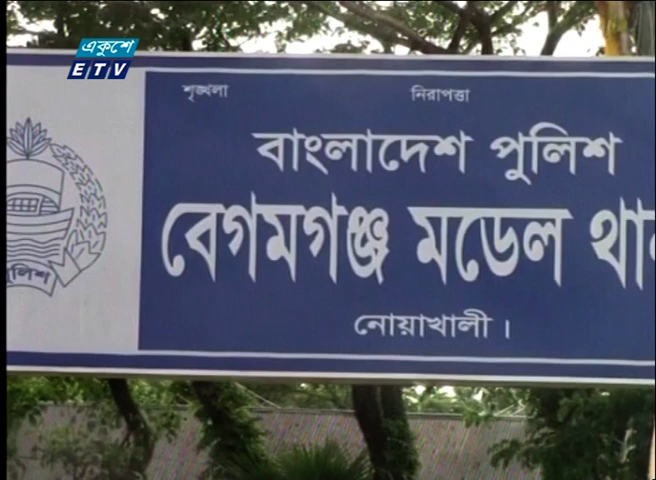 একুশে
ETV
শৃঙ্খলা নিরাপত্তা
বাংলাদেশ পুলিশ
বেগমগঞ্জ মডেল
নোয়াখালী।